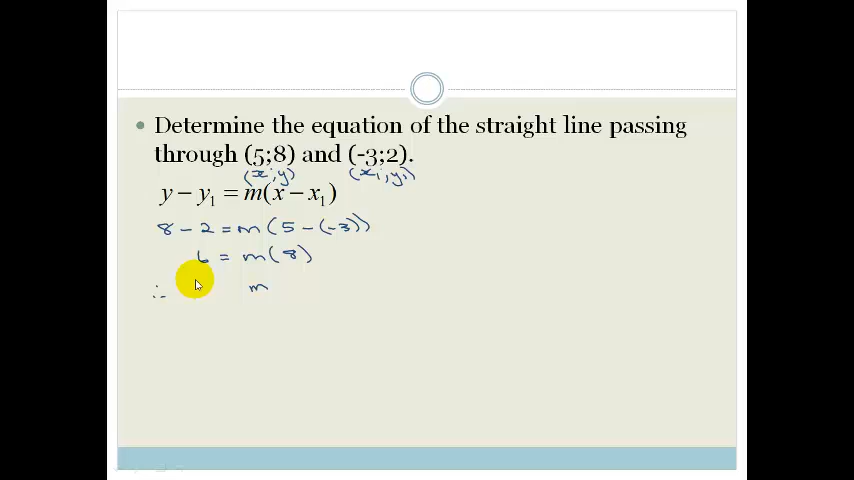 Determine the equation of the straight line passing
through (5;8) and (-3;2).
(x;y) (x₁;y₁)
y − y₁ = m(x − x₁)
8 − 2 = m(5 − (−3))
6 = m(8)
∴ m